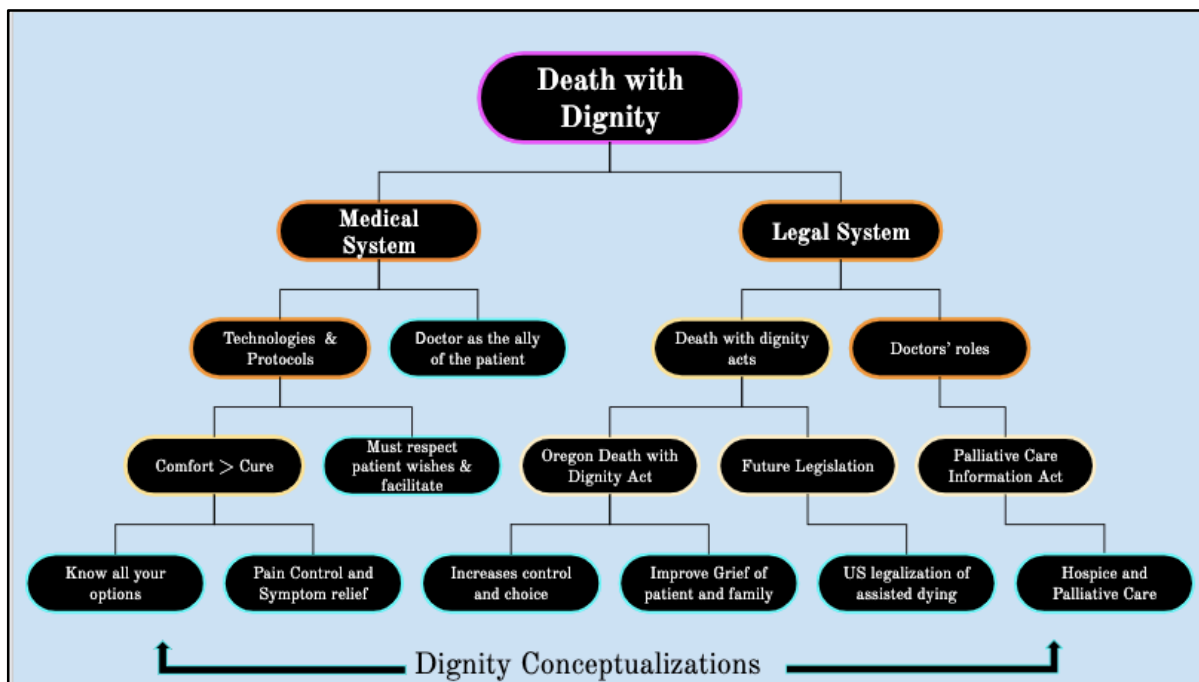 Death with
Dignity
Medical
System
Legal System
Technologies &
Protocols
Doctor as the ally
of the patient
Death with dignity
acts
Doctors' roles
Comfort > Cure
Must respect
patient wishes &
facilitate
Oregon Death with
Dignity Act
Future Legislation
Palliative Care
Information Act
Know all your
options
Pain Control and
Symptom relief
Increases control
and choice
Improve Grief of
patient and family
US legalization of
assisted dying
Hospice and
Palliative Care
Dignity Conceptualizations